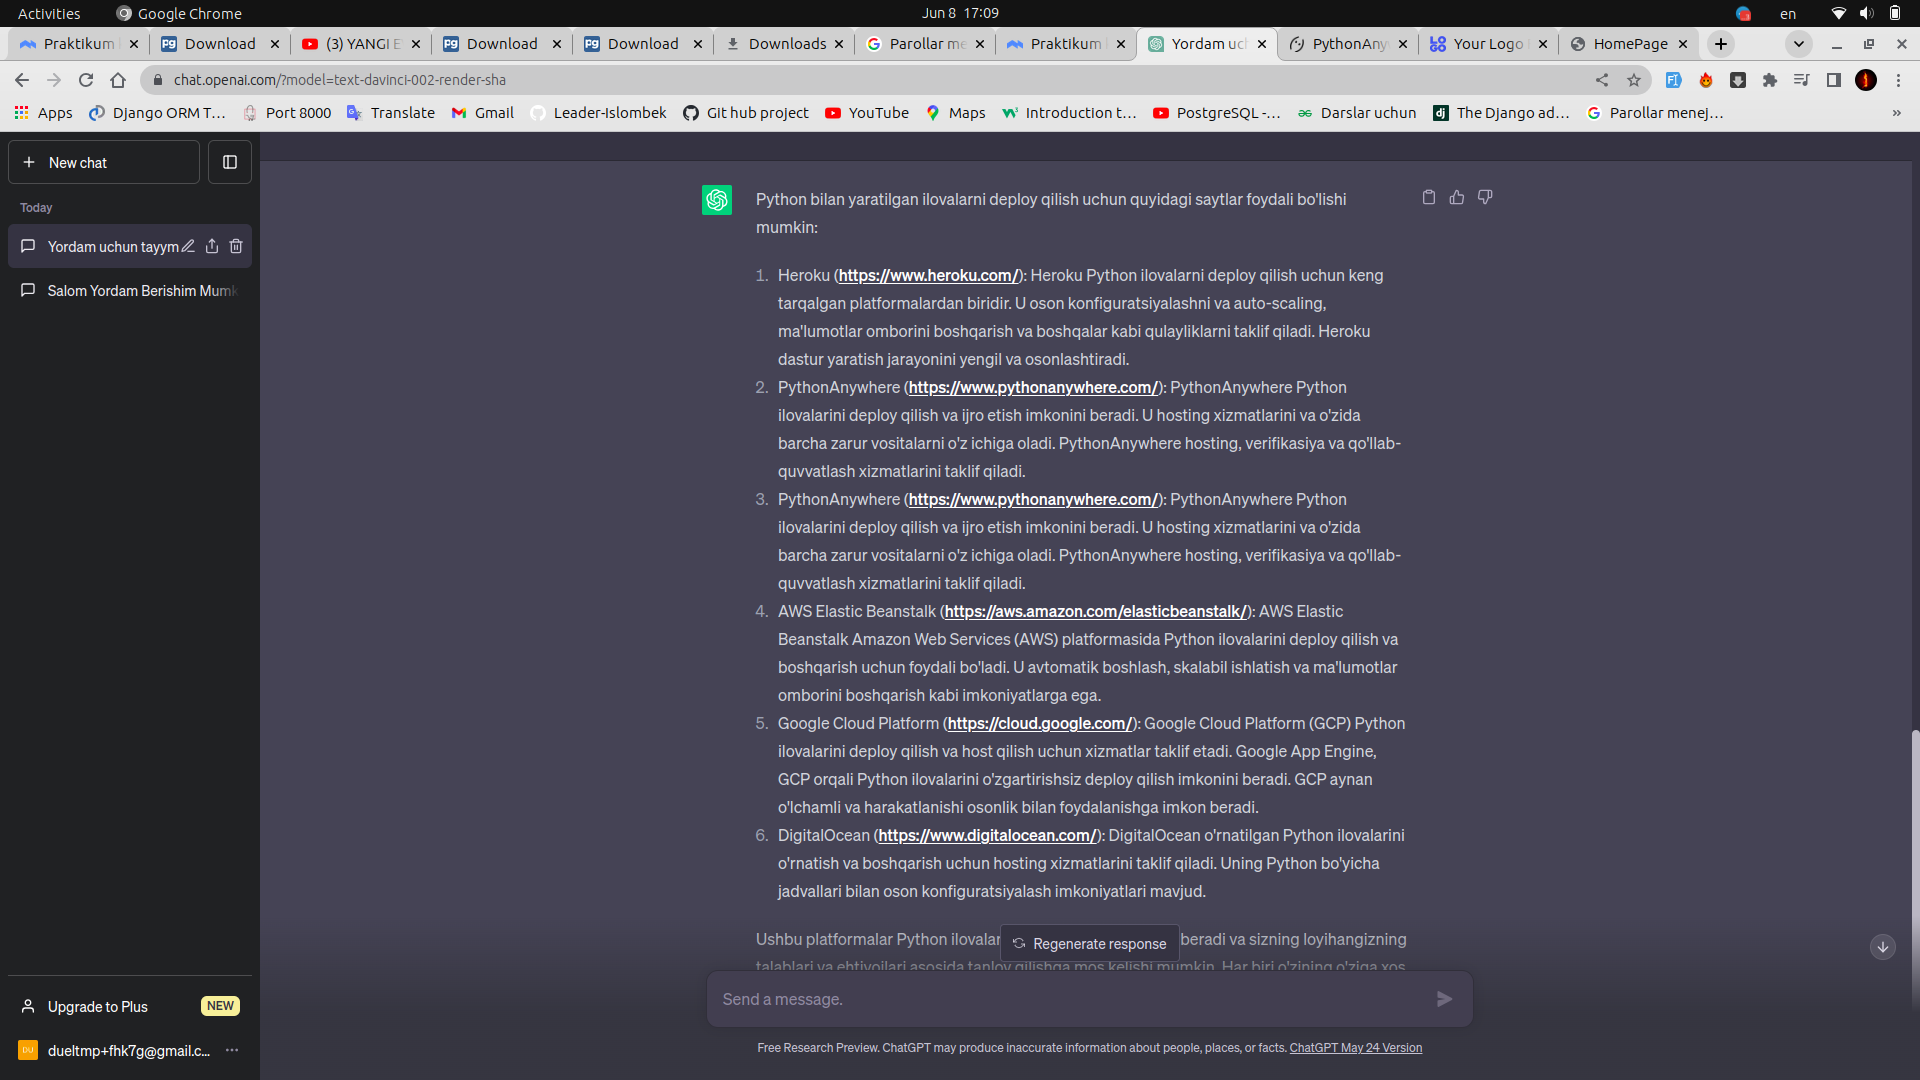 Activities
Google Chrome
Jun 8 17:09
en
Praktikum
Download
(3) YANGI E
Download
Download
Downloads
Parollar me
Praktikum
Yordam uch
PythonAny
Your Logo
HomePage
chat.openai.com/?model=text-davinci-002-render-sha
Apps
Django ORM T...
Port 8000
Translate
Gmail
Leader-Islombek
Git hub project
YouTube
Maps
Introduction t...
PostgreSQL -...
Darslar uchun
The Django ad...
Parollar menej...
New chat
Today
Yordam uchun tayym
Salom Yordam Berishim Mumk
Python bilan yaratilgan ilovalarni deploy qilish uchun quyidagi saytlar foydali bo'lishi
mumkin:
1. Heroku (https://www.heroku.com/): Heroku Python ilovalarni deploy qilish uchun keng
tarqalgan platformalardan biridir. U oson konfiguratsiyalashni va auto-scaling,
ma'lumotlar omborini boshqarish va boshqalar kabi qulayliklarni taklif qiladi. Heroku
dastur yaratish jarayonini yengil va osonlashtiradi.
2. PythonAnywhere (https://www.pythonanywhere.com/): PythonAnywhere Python
ilovalarini deploy qilish va ijro etish imkonini beradi. U hosting xizmatlarini va o'zida
barcha zarur vositalarni o'z ichiga oladi. PythonAnywhere hosting, verifikasiya va qo'llab-
quvvatlash xizmatlarini taklif qiladi.
3. PythonAnywhere (https://www.pythonanywhere.com/): PythonAnywhere Python
ilovalarini deploy qilish va ijro etish imkonini beradi. U hosting xizmatlarini va o'zida
barcha zarur vositalarni o'z ichiga oladi. PythonAnywhere hosting, verifikasiya va qo'llab-
quvvatlash xizmatlarini taklif qiladi.
4. AWS Elastic Beanstalk (https://aws.amazon.com/elasticbeanstalk/): AWS Elastic
Beanstalk Amazon Web Services (AWS) platformasida Python ilovalarini deploy qilish va
boshqarish uchun foydali bo'ladi. U avtomatik boshlash, skalabil ishlatish va ma'lumotlar
omborini boshqarish kabi imkoniyatlarga ega.
5. Google Cloud Platform (https://cloud.google.com/): Google Cloud Platform (GCP) Python
ilovalarini deploy qilish va host qilish uchun xizmatlar taklif etadi. Google App Engine,
GCP orqali Python ilovalarini o'zgartirishsiz deploy qilish imkonini beradi. GCP aynan
o'lchamli va harakatlanishi osonlik bilan foydalanishga imkon beradi.
6. DigitalOcean (https://www.digitalocean.com/): DigitalOcean o'rnatilgan Python ilovalarini
o'rnatish va boshqarish uchun hosting xizmatlarini taklif qiladi. Uning Python bo'yicha
jadvallari bilan oson konfiguratsiyalash imkoniyatlari mavjud.
Ushbu platformalar Python ilovalar beradi va sizning loyihangizning
talablari va ehtiyojlari asosida tanlov qilishga mos kelishi mumkin. Har biri o'zining o'ziga xos
Regenerate response
Send a message.
Free Research Preview. ChatGPT may produce inaccurate information about people, places, or facts. ChatGPT May 24 Version
Upgrade to Plus
NEW
DU
dueltmp+fhk7g@gmail.c...